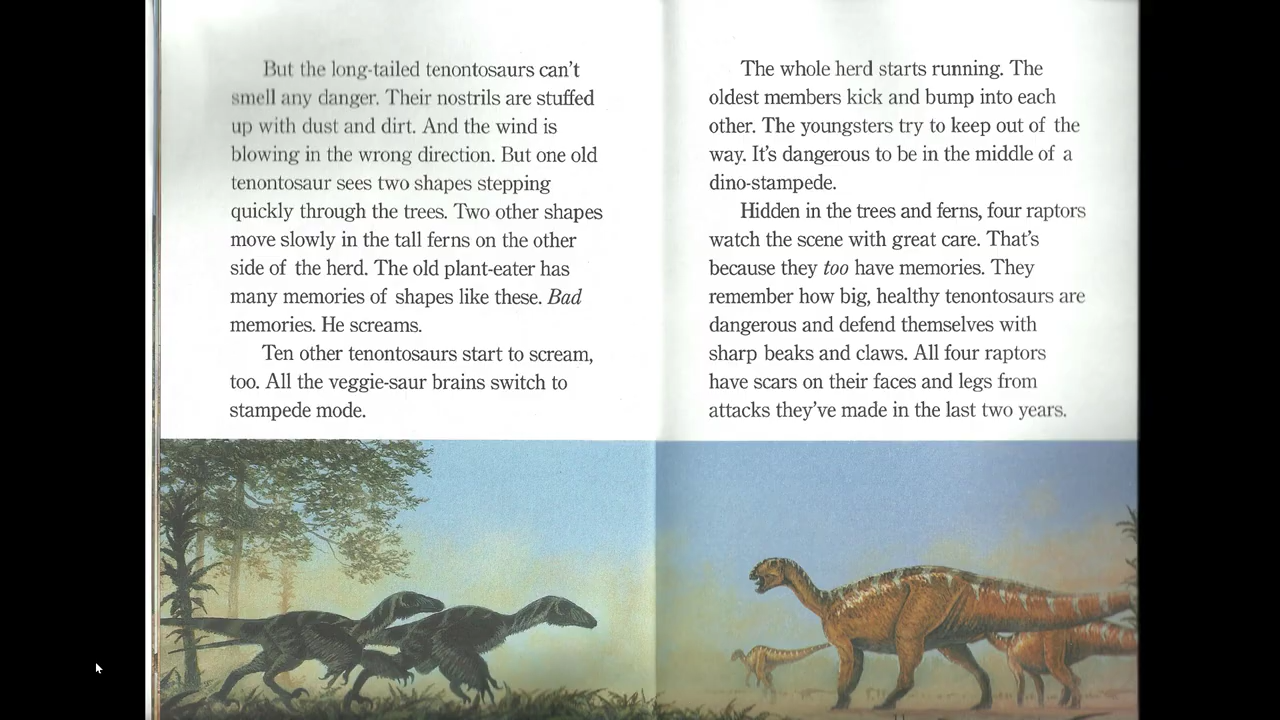 But the long-tailed tenontosaurs can't
smell any danger. Their nostrils are stuffed
up with dust and dirt. And the wind is
blowing in the wrong direction. But one old
tenontosaur sees two shapes stepping
quickly through the trees. Two other shapes
move slowly in the tall ferns on the other
side of the herd. The old plant-eater has
many memories of shapes like these. Bad
memories. He screams.
Ten other tenontosaurs start to scream,
too. All the veggie-saur brains switch to
stampede mode.
The whole herd starts running. The
oldest members kick and bump into each
other. The youngsters try to keep out of the
way. It's dangerous to be in the middle of a
dino-stampede.
Hidden in the trees and ferns, four raptors
watch the scene with great care. That's
because they too have memories. They
remember how big, healthy tenontosaurs are
dangerous and defend themselves with
sharp beaks and claws. All four raptors
have scars on their faces and legs from
attacks they've made in the last two years.